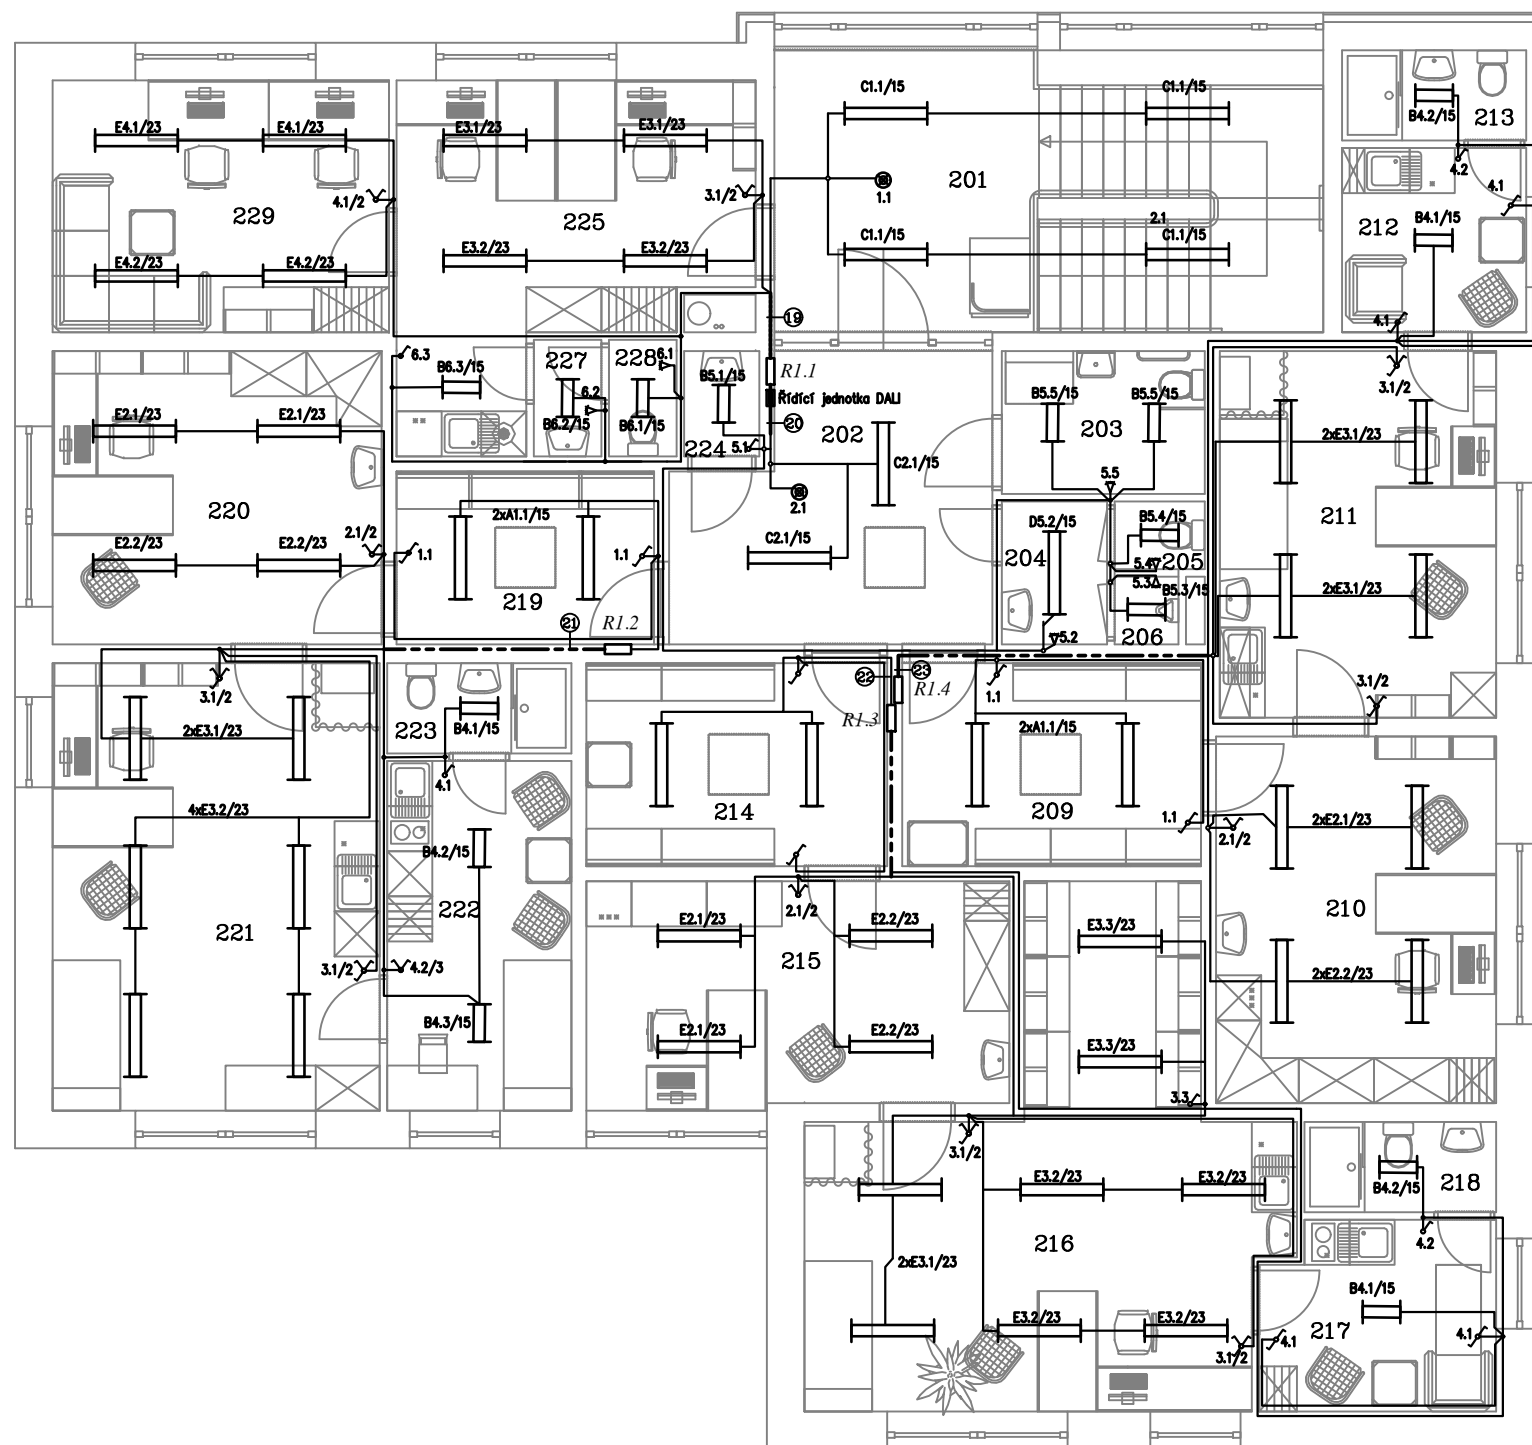 C1.1/15
C1.1/15
B4.2/15
213
E4.1/23
E4.1/23
E3.1/23
E3.1/23
4.2
201
1.1
4.1/2
3.1/2
4.1
229
225
2.1
212
B4.1/15
C1.1/15
C1.1/15
E4.2/23
E4.2/23
E3.2/23
E3.2/23
19
4.1
6.3
227
228
6.1
R1.1
B6.3/15
6.2
B5.1/15
3.1/2
Řídící jednotka DALI
B5.5/15
B5.5/15
E2.1/23
E2.1/23
B6.2/15
B6.1/15
20
202
203
2xE3.1/23
224
5.1
C2.1/15
5.5
2.1
220
2xA1.1/15
D5.2/15
B5.4/15
211
2.1/2
E2.2/23
E2.2/23
1.1
1.1
C2.1/15
204
5.4
205
5.3
B5.3/15
2xE3.1/23
219
21
R1.2
5.2
206
3.1/2
22
23
R1.4
1.1
3.1/2
223
B4.1/15
R1.3
2xE3.1/23
2xA1.1/15
4.1
4xE3.2/23
214
209
1.1
2xE2.1/23
2.1/2
B4.2/15
222
2.1/2
210
221
E2.1/23
E2.2/23
E3.3/23
215
3.1/2
4.2/3
2xE2.2/23
B4.3/15
E2.1/23
E2.2/23
E3.3/23
3.3
3.1/2
E3.2/23
E3.2/23
B4.2/15
218
216
4.2
2xE3.1/23
B4.1/15
E3.2/23
E3.2/23
217
4.1
4.1
3.1/2